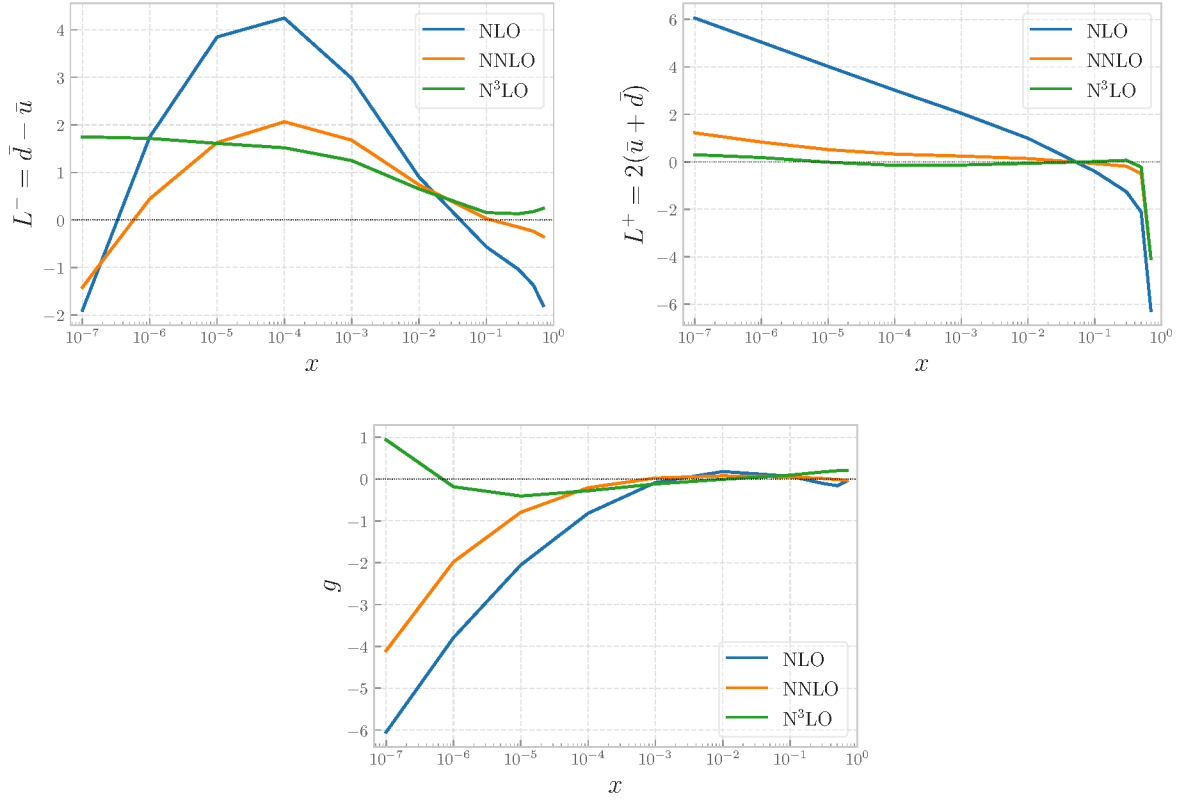 L⁻ = d̄ − ū
4
3
2
1
0
−1
−2
10⁻⁷ 10⁻⁶ 10⁻⁵ 10⁻⁴ 10⁻³ 10⁻² 10⁻¹ 10⁰
x
NLO
NNLO
N³LO
L⁺ = 2(ū + d̄)
6
4
2
0
−2
−4
−6
10⁻⁷ 10⁻⁶ 10⁻⁵ 10⁻⁴ 10⁻³ 10⁻² 10⁻¹ 10⁰
x
NLO
NNLO
N³LO
g
1
0
−1
−2
−3
−4
−5
−6
10⁻⁷ 10⁻⁶ 10⁻⁵ 10⁻⁴ 10⁻³ 10⁻² 10⁻¹ 10⁰
x
NLO
NNLO
N³LO